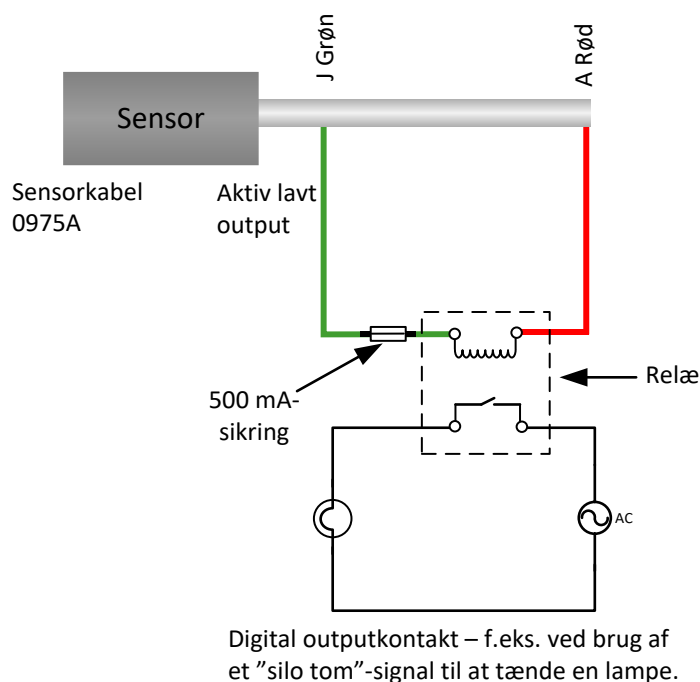 J Grøn
A Rød
Sensor
Sensorkabel
0975A
Aktiv lavt
output
500 mA-
sikring
Relæ
AC
Digital outputkontakt – f.eks. ved brug af
et ”silo tom”-signal til at tænde en lampe.